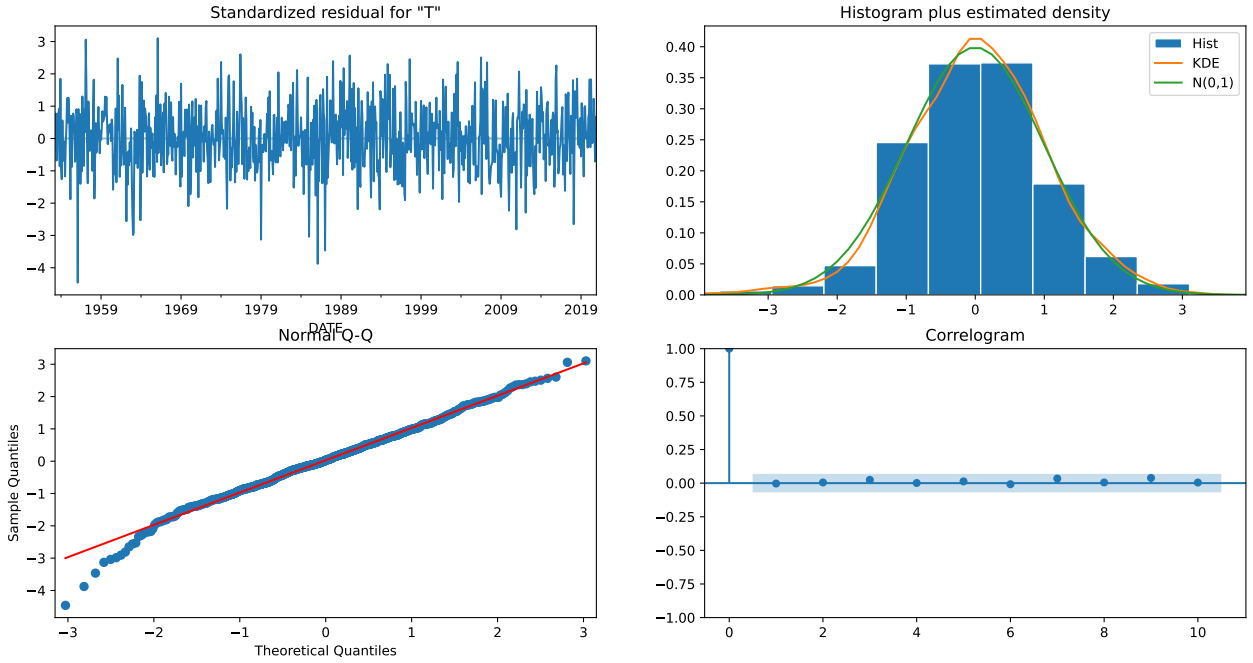 Standardized residual for "T"
3
2
1
0
−1
−2
−3
−4
1959 1969 1979 1989 1999 2009 2019
DATE
Histogram plus estimated density
Hist
KDE
N(0,1)
0.40
0.35
0.30
0.25
0.20
0.15
0.10
0.05
0.00
−3 −2 −1 0 1 2 3
Normal Q-Q
Sample Quantiles
3
2
1
0
−1
−2
−3
−4
−3 −2 −1 0 1 2 3
Theoretical Quantiles
Correlogram
1.00
0.75
0.50
0.25
0.00
−0.25
−0.50
−0.75
−1.00
0 2 4 6 8 10